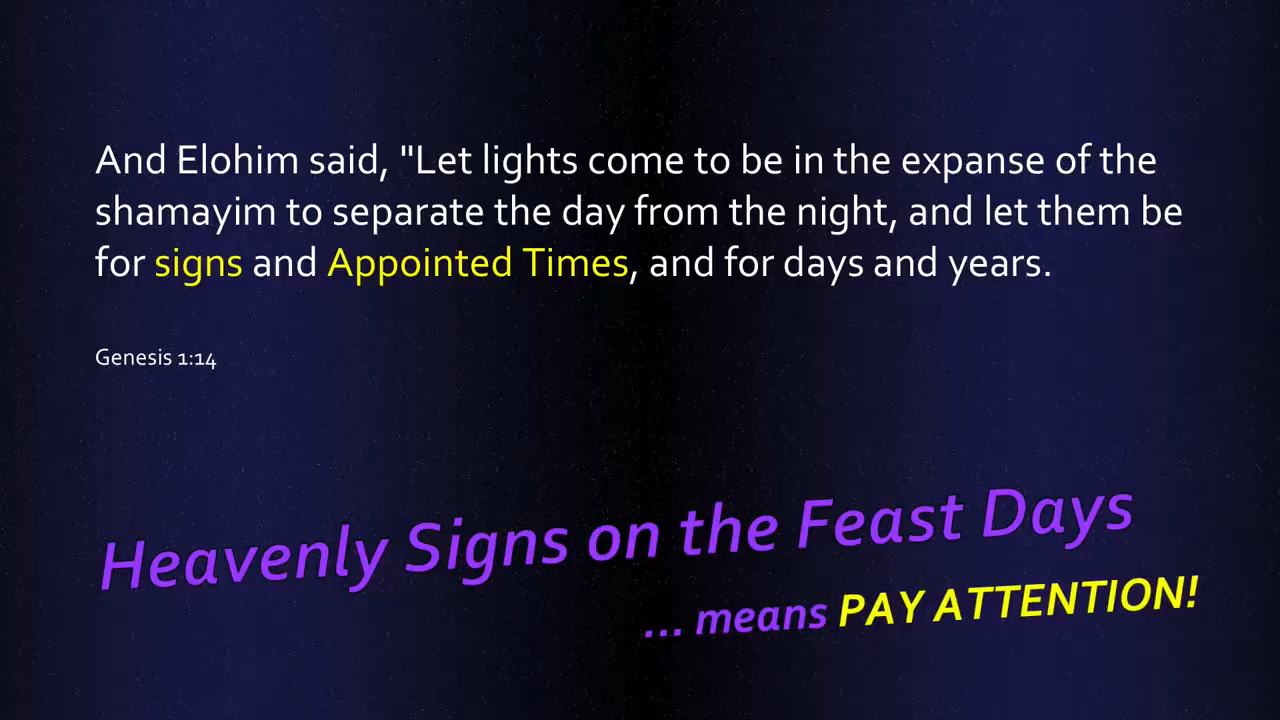 And Elohim said, "Let lights come to be in the expanse of the
shamayim to separate the day from the night, and let them be
for signs and Appointed Times, and for days and years.
Genesis 1:14
Heavenly Signs on the Feast Days
... means PAY ATTENTION!